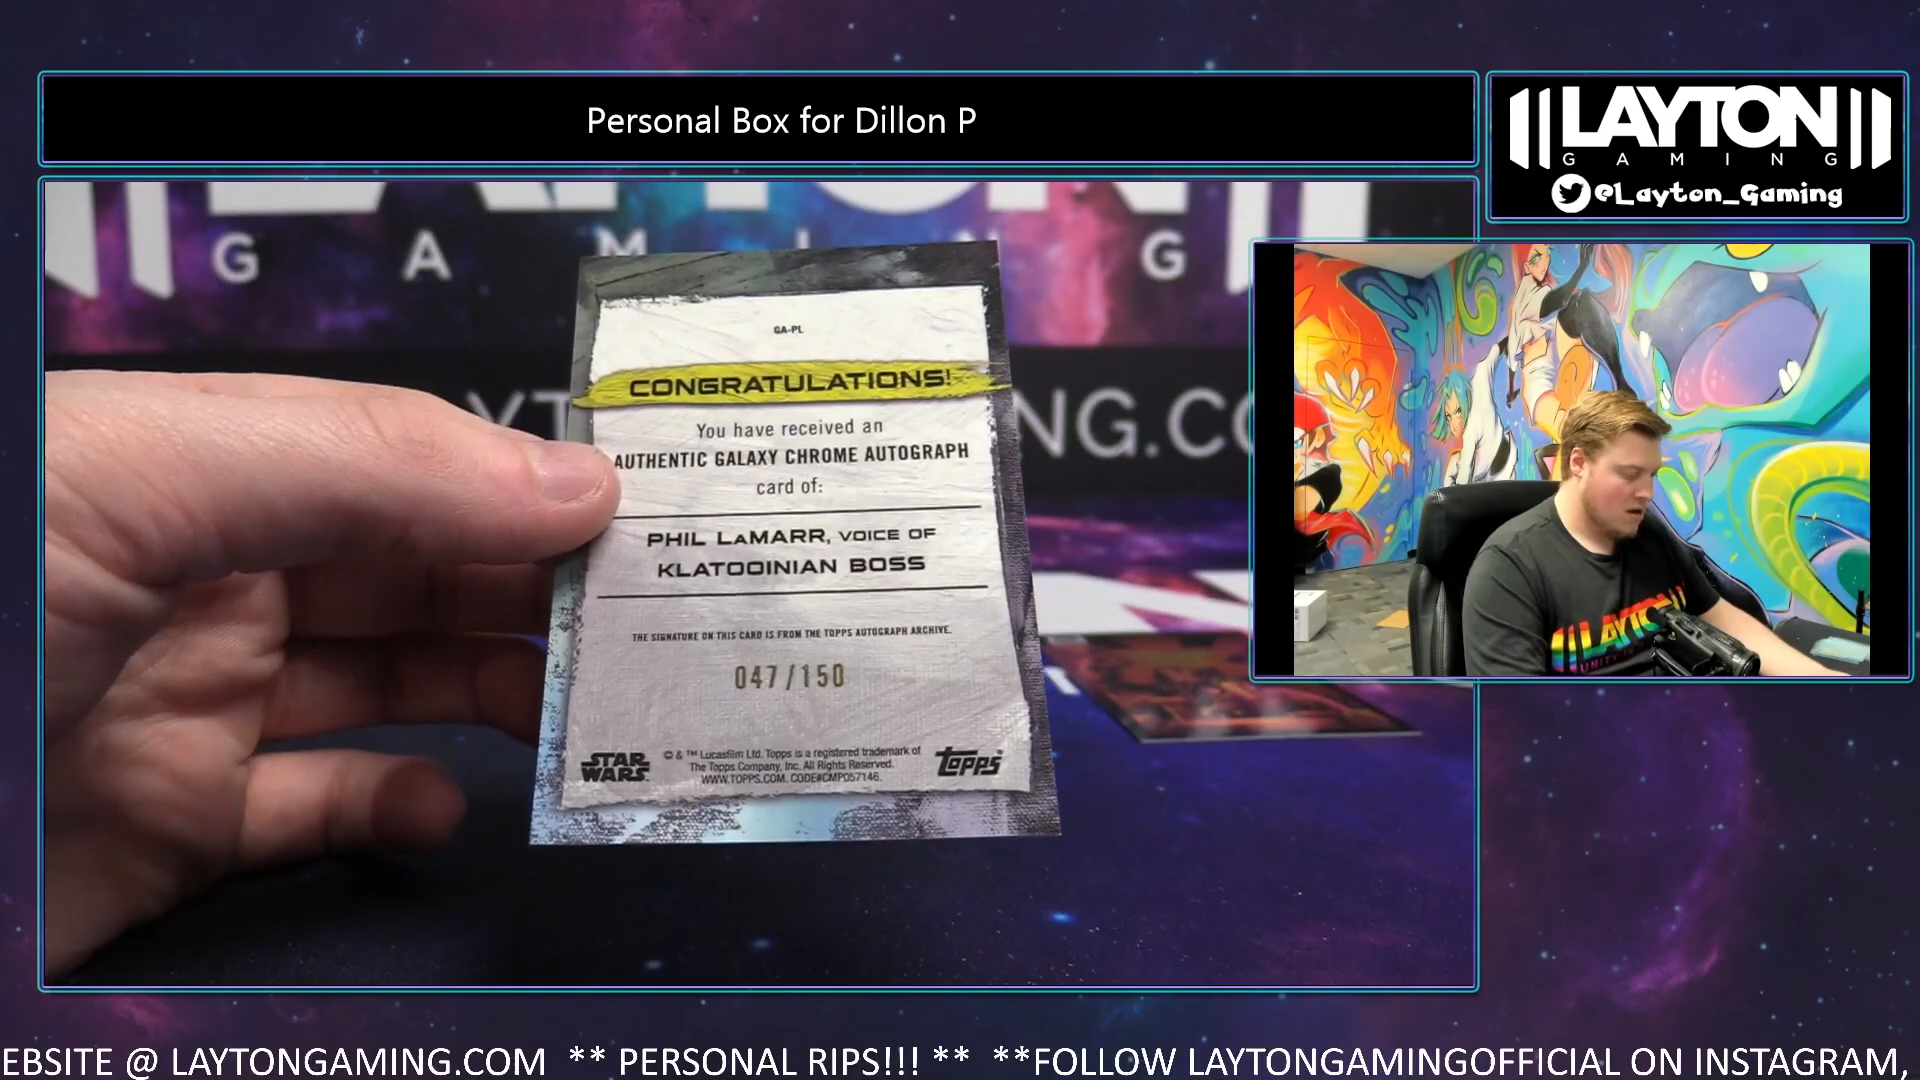 Personal Box for Dillon P
LAYTON
GAMING
@Layton_Gaming
GAMING
GA-PL
CONGRATULATIONS!
You have received an
AUTHENTIC GALAXY CHROME AUTOGRAPH
card of:
PHIL LaMARR, VOICE OF
KLATOOINIAN BOSS
THE SIGNATURE ON THIS CARD IS FROM THE TOPPS AUTOGRAPH ARCHIVE.
047/150
STAR
WARS
© & ™ Lucasfilm Ltd. Topps is a registered trademark of
The Topps Company, Inc. All Rights Reserved.
WWW.TOPPS.COM. CODE#CMP057146.
topps
EBSITE @ LAYTONGAMING.COM ** PERSONAL RIPS!!! ** **FOLLOW LAYTONGAMINGOFFICIAL ON INSTAGRAM,